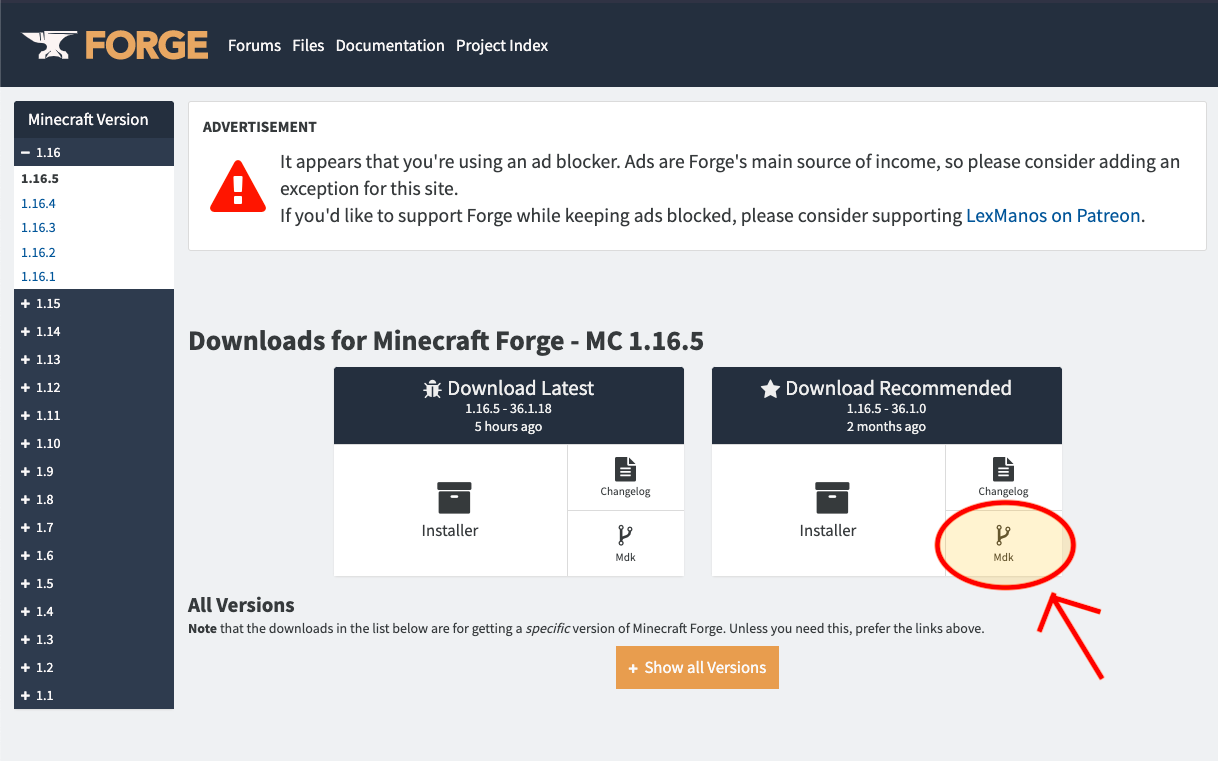 FORGE
Forums Files Documentation Project Index
Minecraft Version
− 1.16
1.16.5
1.16.4
1.16.3
1.16.2
1.16.1
+ 1.15
+ 1.14
+ 1.13
+ 1.12
+ 1.11
+ 1.10
+ 1.9
+ 1.8
+ 1.7
+ 1.6
+ 1.5
+ 1.4
+ 1.3
+ 1.2
+ 1.1
ADVERTISEMENT
It appears that you're using an ad blocker. Ads are Forge's main source of income, so please consider adding an
exception for this site.
If you'd like to support Forge while keeping ads blocked, please consider supporting LexManos on Patreon.
Downloads for Minecraft Forge - MC 1.16.5
Download Latest
1.16.5 - 36.1.18
5 hours ago
Installer
Changelog
Mdk
Download Recommended
1.16.5 - 36.1.0
2 months ago
Installer
Changelog
Mdk
All Versions
Note that the downloads in the list below are for getting a specific version of Minecraft Forge. Unless you need this, prefer the links above.
+ Show all Versions